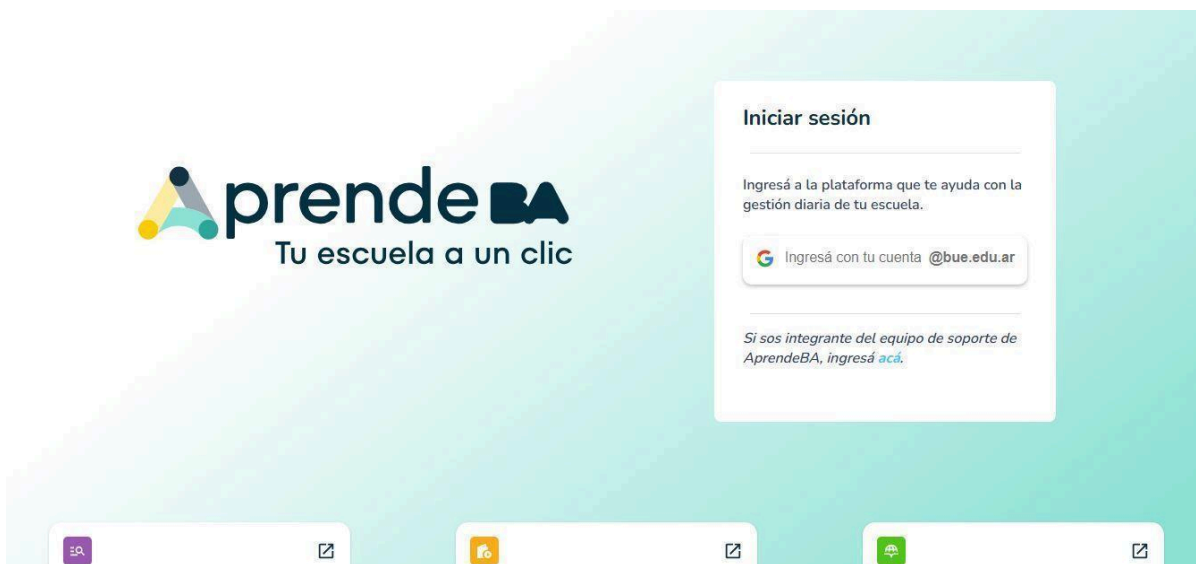 AprendeBA
Tu escuela a un clic
Iniciar sesión
Ingresá a la plataforma que te ayuda con la
gestión diaria de tu escuela.
Ingresá con tu cuenta @bue.edu.ar
Si sos integrante del equipo de soporte de
AprendeBA, ingresá acá.